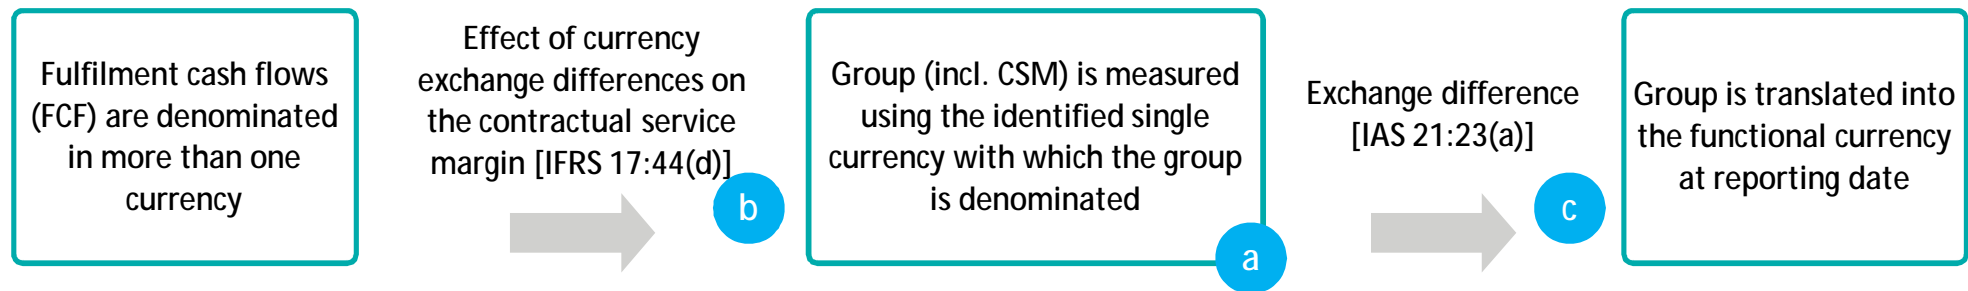 Fulfilment cash flows
(FCF) are denominated
in more than one
currency
Effect of currency
exchange differences on
the contractual service
margin [IFRS 17:44(d)]
b
Group (incl. CSM) is measured
using the identified single
currency with which the group
is denominated
a
Exchange difference
[IAS 21:23(a)]
c
Group is translated into
the functional currency
at reporting date